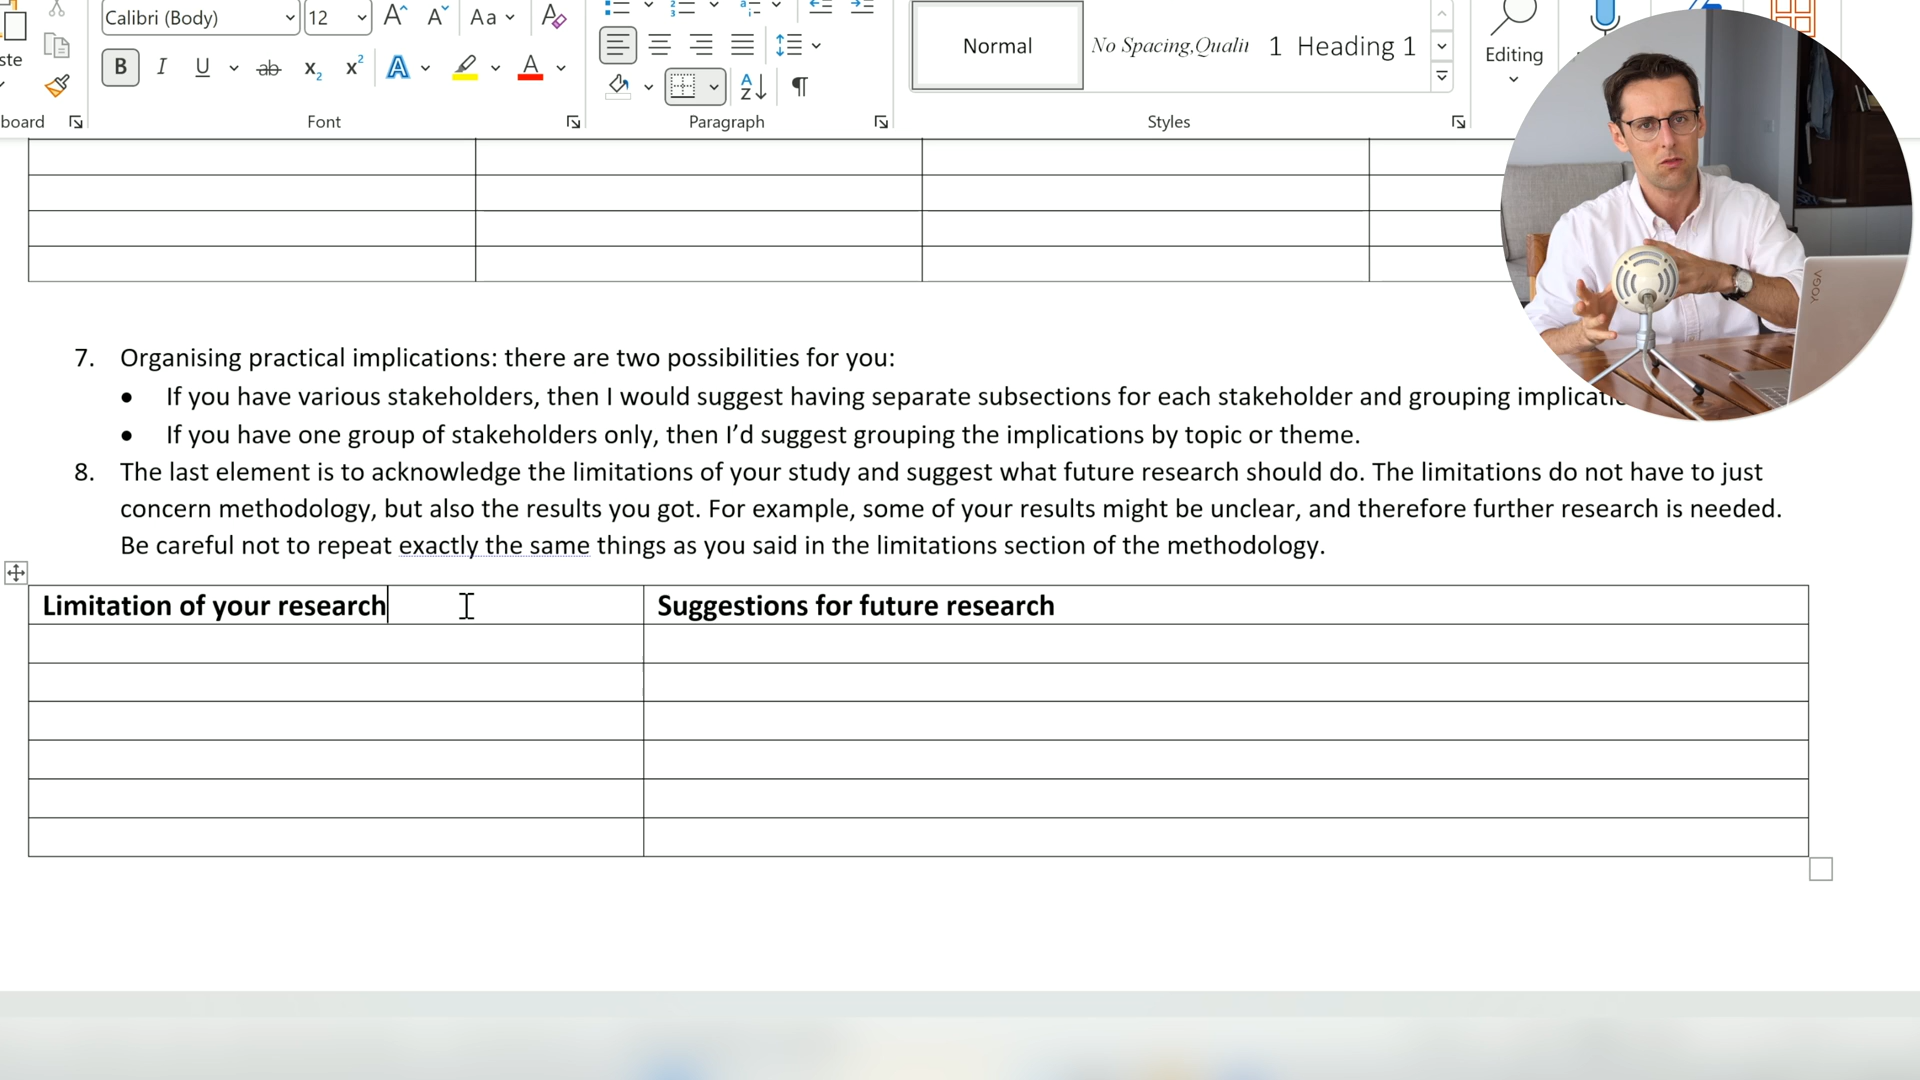 Calibri (Body) 12 A A Aa A
ste
B I U ab x2 x2 A A A Z ¶
Normal No Spacing,Qualit 1 Heading 1
Editing
board Font Paragraph Styles
YOGA
7. Organising practical implications: there are two possibilities for you:
• If you have various stakeholders, then I would suggest having separate subsections for each stakeholder and grouping
• If you have one group of stakeholders only, then I’d suggest grouping the implications by topic or theme.
8. The last element is to acknowledge the limitations of your study and suggest what future research should do. The limitations do not have to just
concern methodology, but also the results you got. For example, some of your results might be unclear, and therefore further research is needed.
Be careful not to repeat exactly the same things as you said in the limitations section of the methodology.
Limitation of your research Suggestions for future research